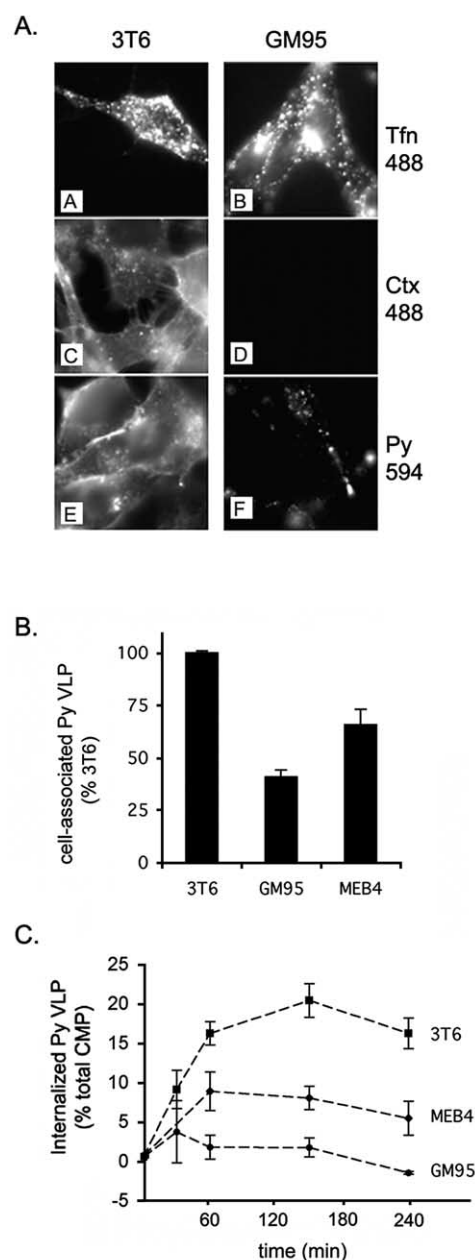 A.
3T6 GM95
A B Tfn 488
C D Ctx 488
E F Py 594
B.
cell-associated Py VLP
(% 3T6)
100
75
50
25
0
3T6 GM95 MEB4
C.
Internalized Py VLP
(% total CMP)
25
20
15
10
5
0
-5
3T6
MEB4
GM95
60 120 180 240
time (min)